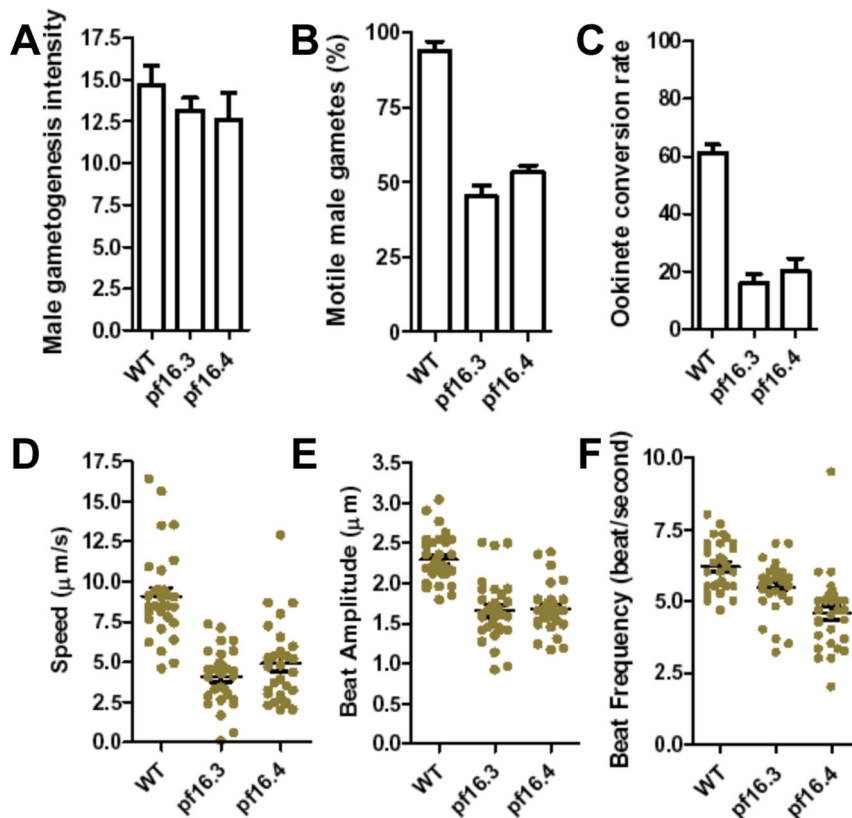 A
Male gametogenesis intensity
17.5
15.0
12.5
10.0
7.5
5.0
2.5
0.0
WT
pf16.3
pf16.4
B
Motile male gametes (%)
100
75
50
25
0
WT
pf16.3
pf16.4
C
Ookinete conversion rate
100
80
60
40
20
0
WT
pf16.3
pf16.4
D
Speed (μm/s)
17.5
15.0
12.5
10.0
7.5
5.0
2.5
0.0
WT
pf16.3
pf16.4
E
Beat Amplitude (μm)
3.5
3.0
2.5
2.0
1.5
1.0
0.5
0.0
WT
pf16.3
pf16.4
F
Beat Frequency (beat/second)
10.0
7.5
5.0
2.5
0.0
WT
pf16.3
pf16.4